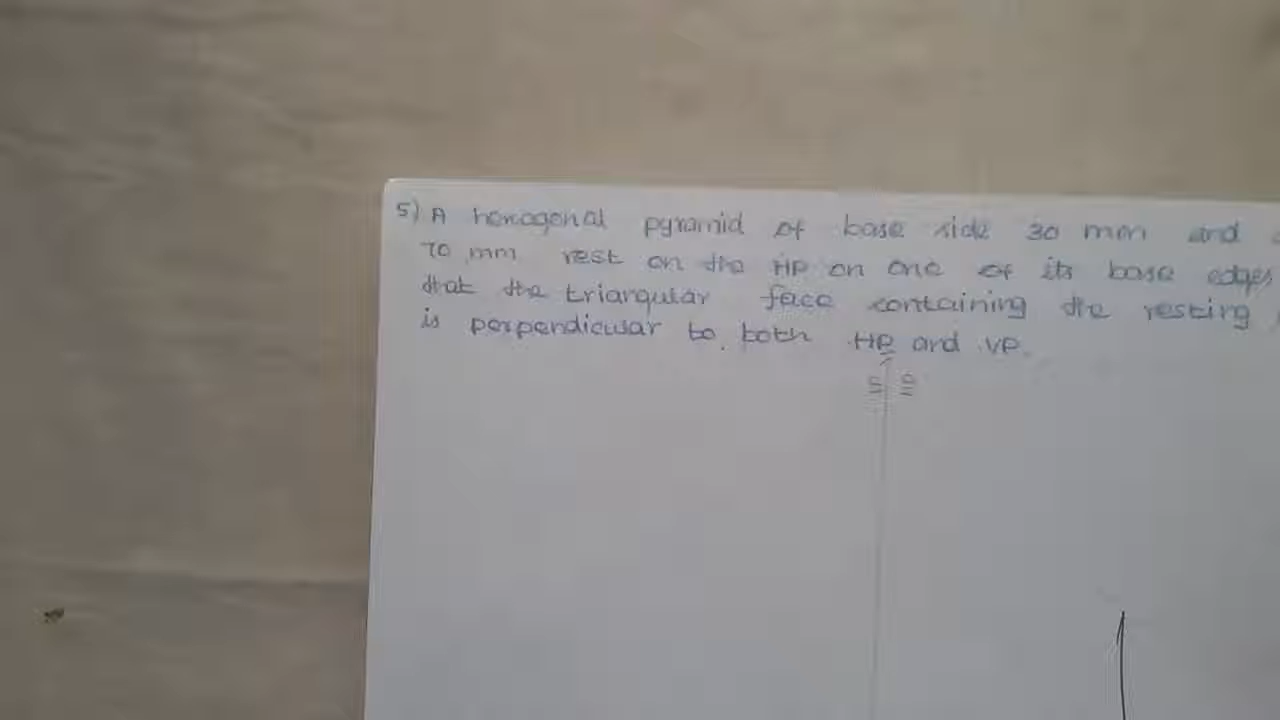 5) A hexagonal pyramid of base side 30 mm and
70 mm rest on the HP on one of its base edges,
that the triangular face containing the resting
is perpendicular to both HP and VP.